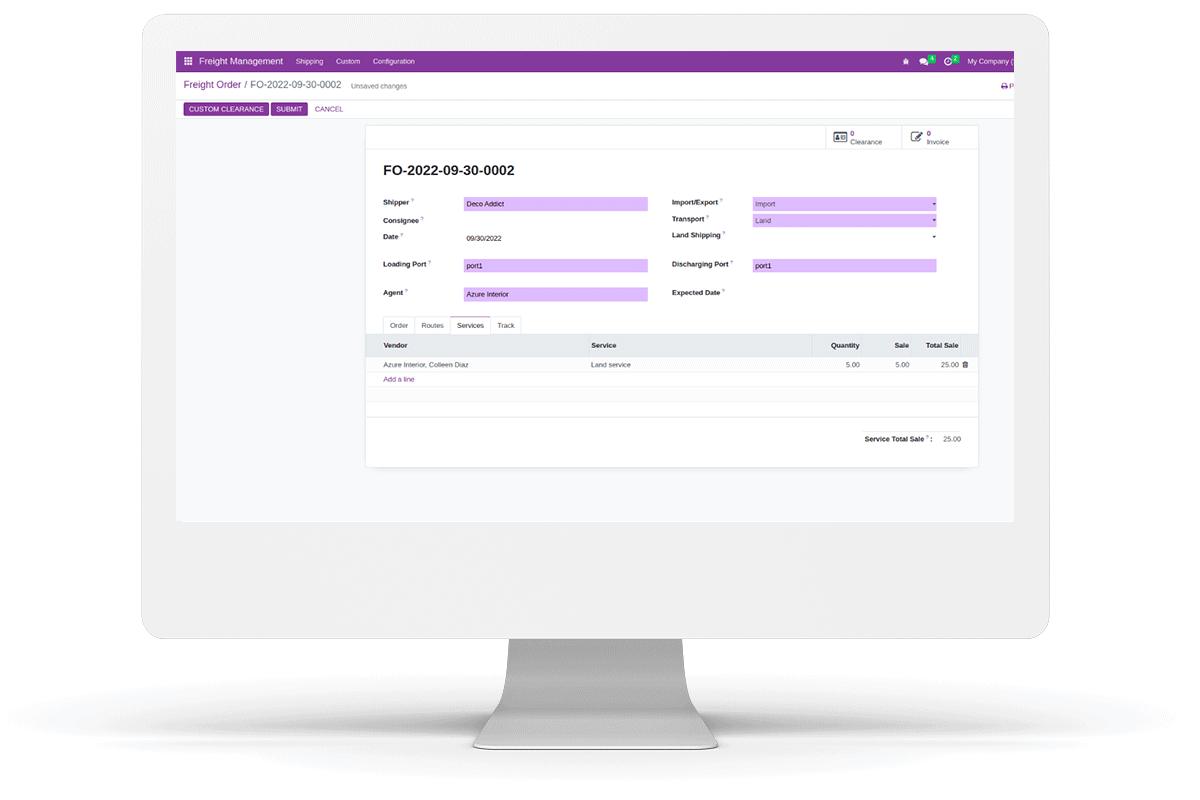 Freight Management Shipping Custom Configuration 4 2 My Company (
Freight Order / FO-2022-09-30-0002 Unsaved changes
CUSTOM CLEARANCE SUBMIT CANCEL
0 Clearance
0 Invoice
FO-2022-09-30-0002
Shipper ? Deco Addict
Consignee ?
Date ? 09/30/2022
Loading Port ? port1
Agent ? Azure Interior
Import/Export ? Import
Transport ? Land
Land Shipping ?
Discharging Port ? port1
Expected Date ?
Order Routes Services Track
Vendor Service Quantity Sale Total Sale
Azure Interior, Colleen Diaz Land service 5.00 5.00 25.00
Add a line
Service Total Sale ? : 25.00